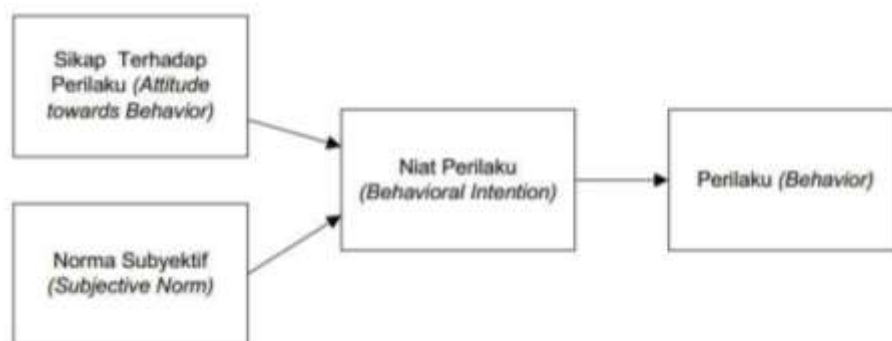 Sikap Terhadap
Perilaku (Attitude
towards Behavior)
Norma Subyektif
(Subjective Norm)
Niat Perilaku
(Behavioral Intention)
Perilaku (Behavior)